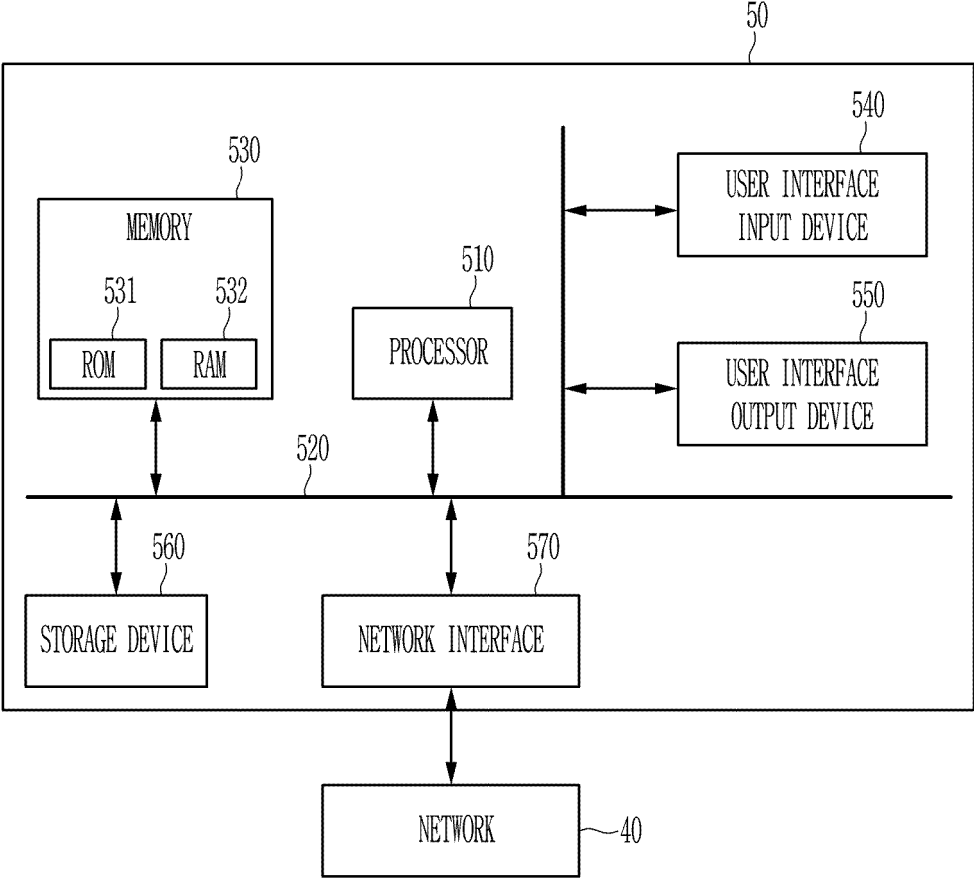 50
530
MEMORY
531
ROM
532
RAM
510
PROCESSOR
540
USER INTERFACE
INPUT DEVICE
550
USER INTERFACE
OUTPUT DEVICE
520
560
STORAGE DEVICE
570
NETWORK INTERFACE
NETWORK
40